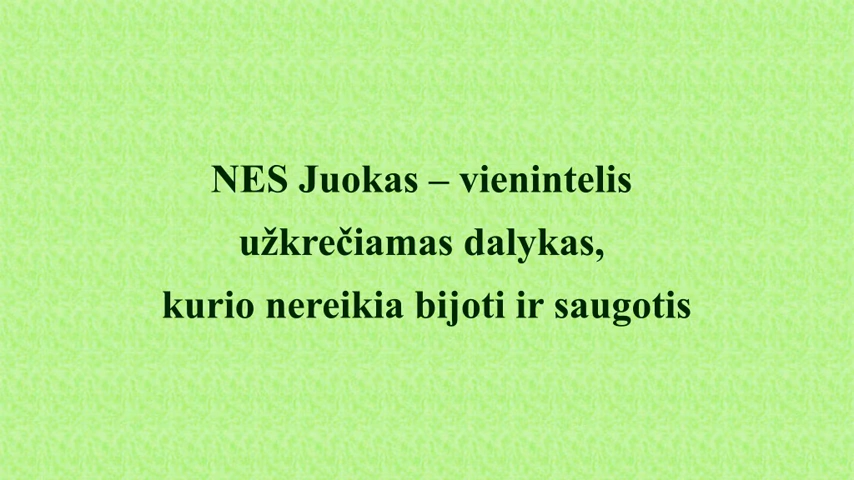 NES Juokas – vienintelis
užkrečiamas dalykas,
kurio nereikia bijoti ir saugotis